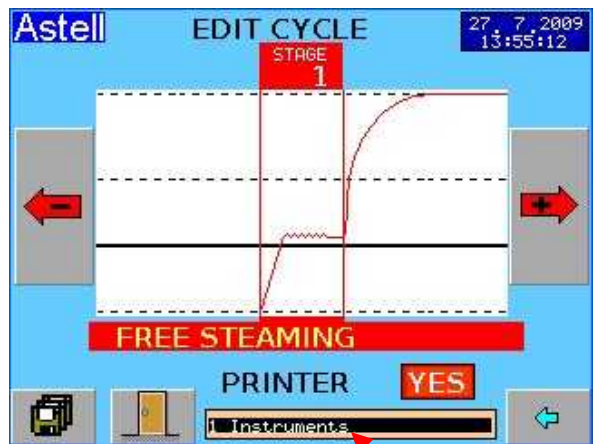 Astell
EDIT CYCLE
27. 7.2009
13:55:12
STAGE
1
-
+
FREE STEAMING
PRINTER YES
1 Instruments